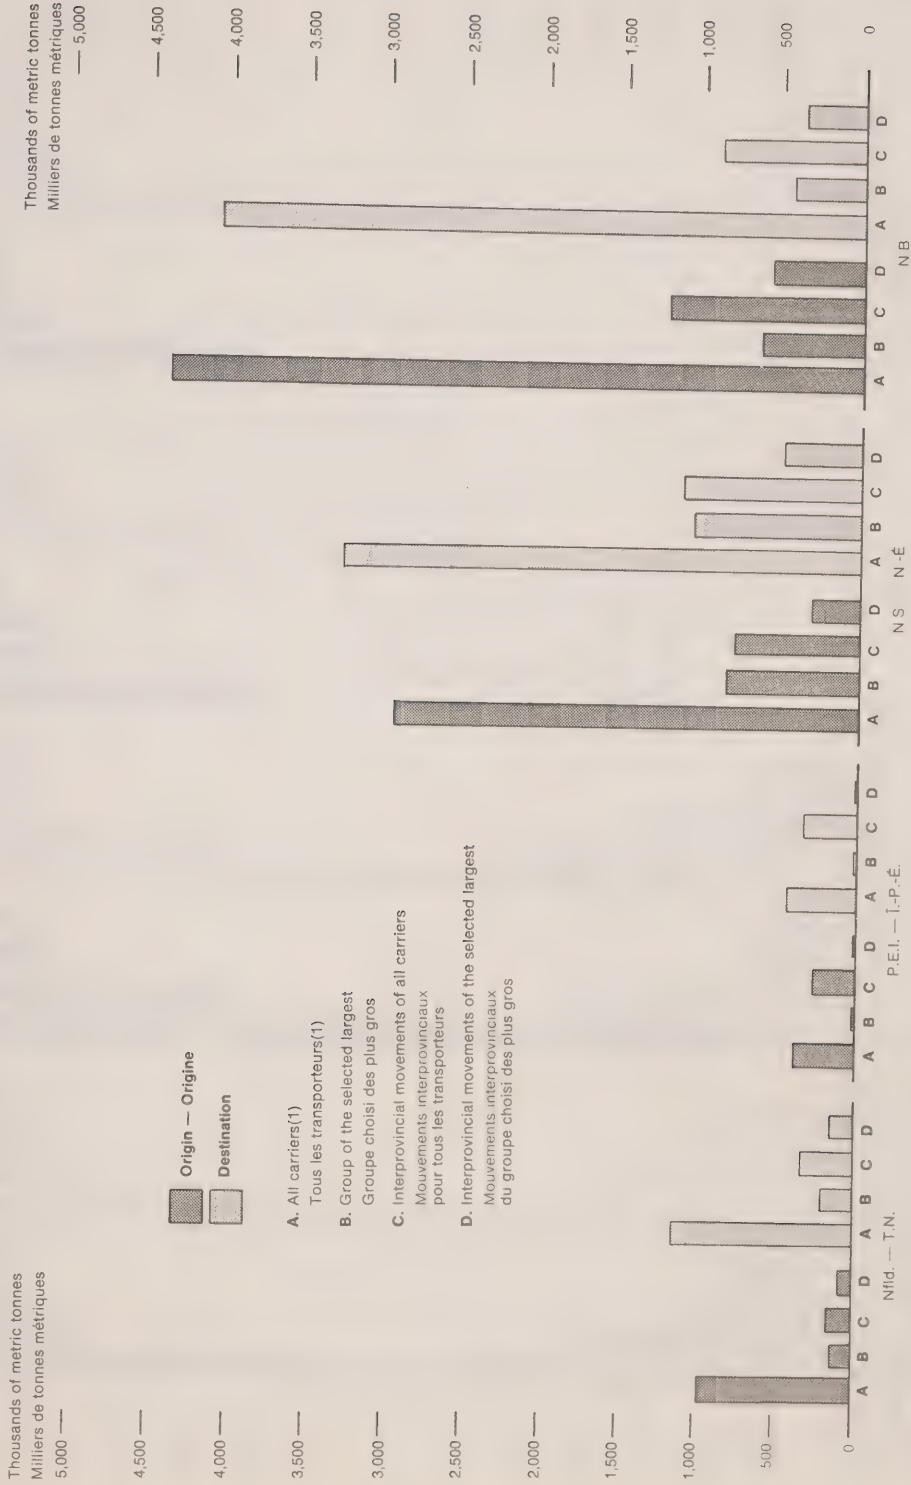 Thousands of metric tonnes
Milliers de tonnes métriques
5,000
4,500
4,000
3,500
3,000
2,500
2,000
1,500
1,000
500
0
Thousands of metric tonnes
Milliers de tonnes métriques
5,000
4,500
4,000
3,500
3,000
2,500
2,000
1,500
1,000
500
0
Origin — Origine
Destination
A. All carriers(1)
Tous les transporteurs(1)
B. Group of the selected largest
Groupe choisi des plus gros
C. Interprovincial movements of all carriers
Mouvements interprovinciaux
pour tous les transporteurs
D. Interprovincial movements of the selected largest
Mouvements interprovinciaux
du groupe choisi des plus gros
A B C D A B C D
Nfld. — T.N.
A B C D A B C D
P.E.I. — Î.-P.-É.
A B C D A B C D
NS N-É
A B C D A B C D
NB